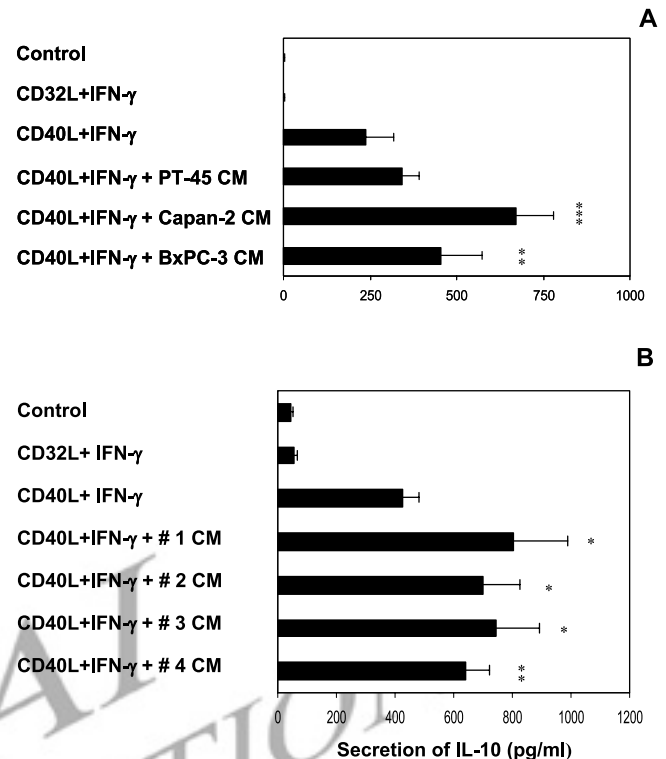 A
Control
CD32L+IFN-γ
CD40L+IFN-γ
CD40L+IFN-γ + PT-45 CM
CD40L+IFN-γ + Capan-2 CM ***
CD40L+IFN-γ + BxPC-3 CM **
0 250 500 750 1000
B
Control
CD32L+ IFN-γ
CD40L+ IFN-γ
CD40L+IFN-γ + # 1 CM *
CD40L+IFN-γ + # 2 CM *
CD40L+IFN-γ + # 3 CM *
CD40L+IFN-γ + # 4 CM **
0 200 400 600 800 1000 1200
Secretion of IL-10 (pg/ml)